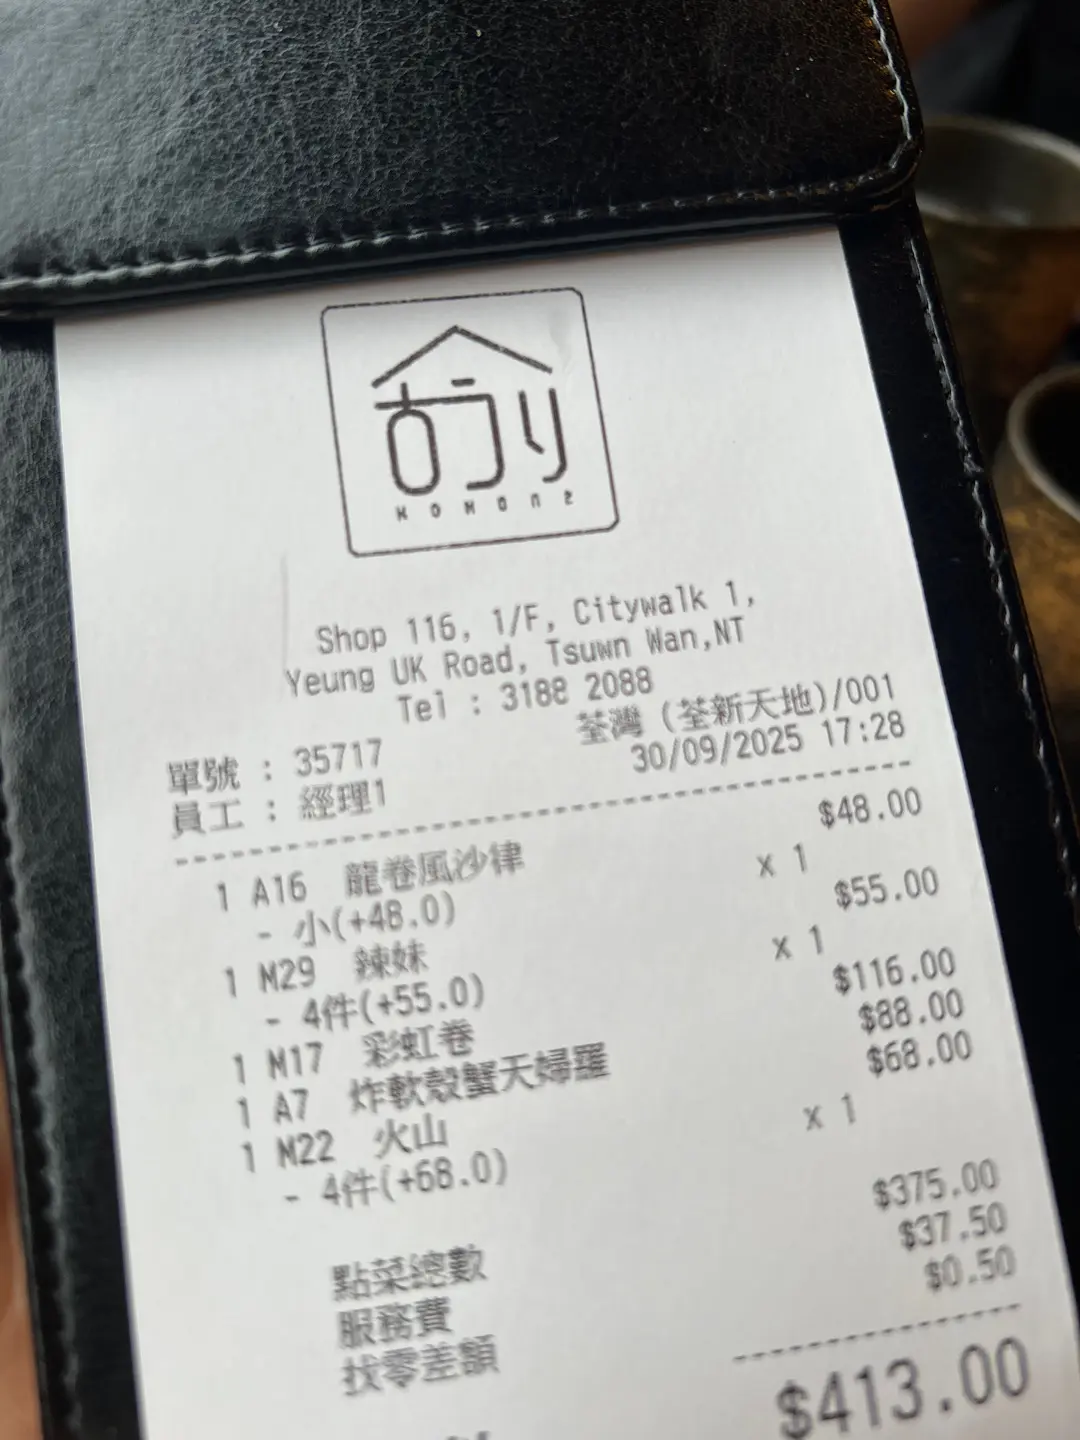 KOMONZ
Shop 116, 1/F, Citywalk 1,
Yeung UK Road, Tsuwn Wan,NT
Tel : 3188 2088
荃灣 (荃新天地)/001
單號 : 35717
30/09/2025 17:28
員工 : 經理1
1 A16 龍卷風沙律 $48.00
- 小(+48.0) x 1
1 M29 辣妹 $55.00
- 4件(+55.0) x 1
1 M17 彩虹卷 $116.00
1 A7 炸軟殼蟹天婦羅 $88.00
1 M22 火山 $68.00
- 4件(+68.0) x 1
點菜總數 $375.00
服務費 $37.50
找零差額 $0.50
$413.00